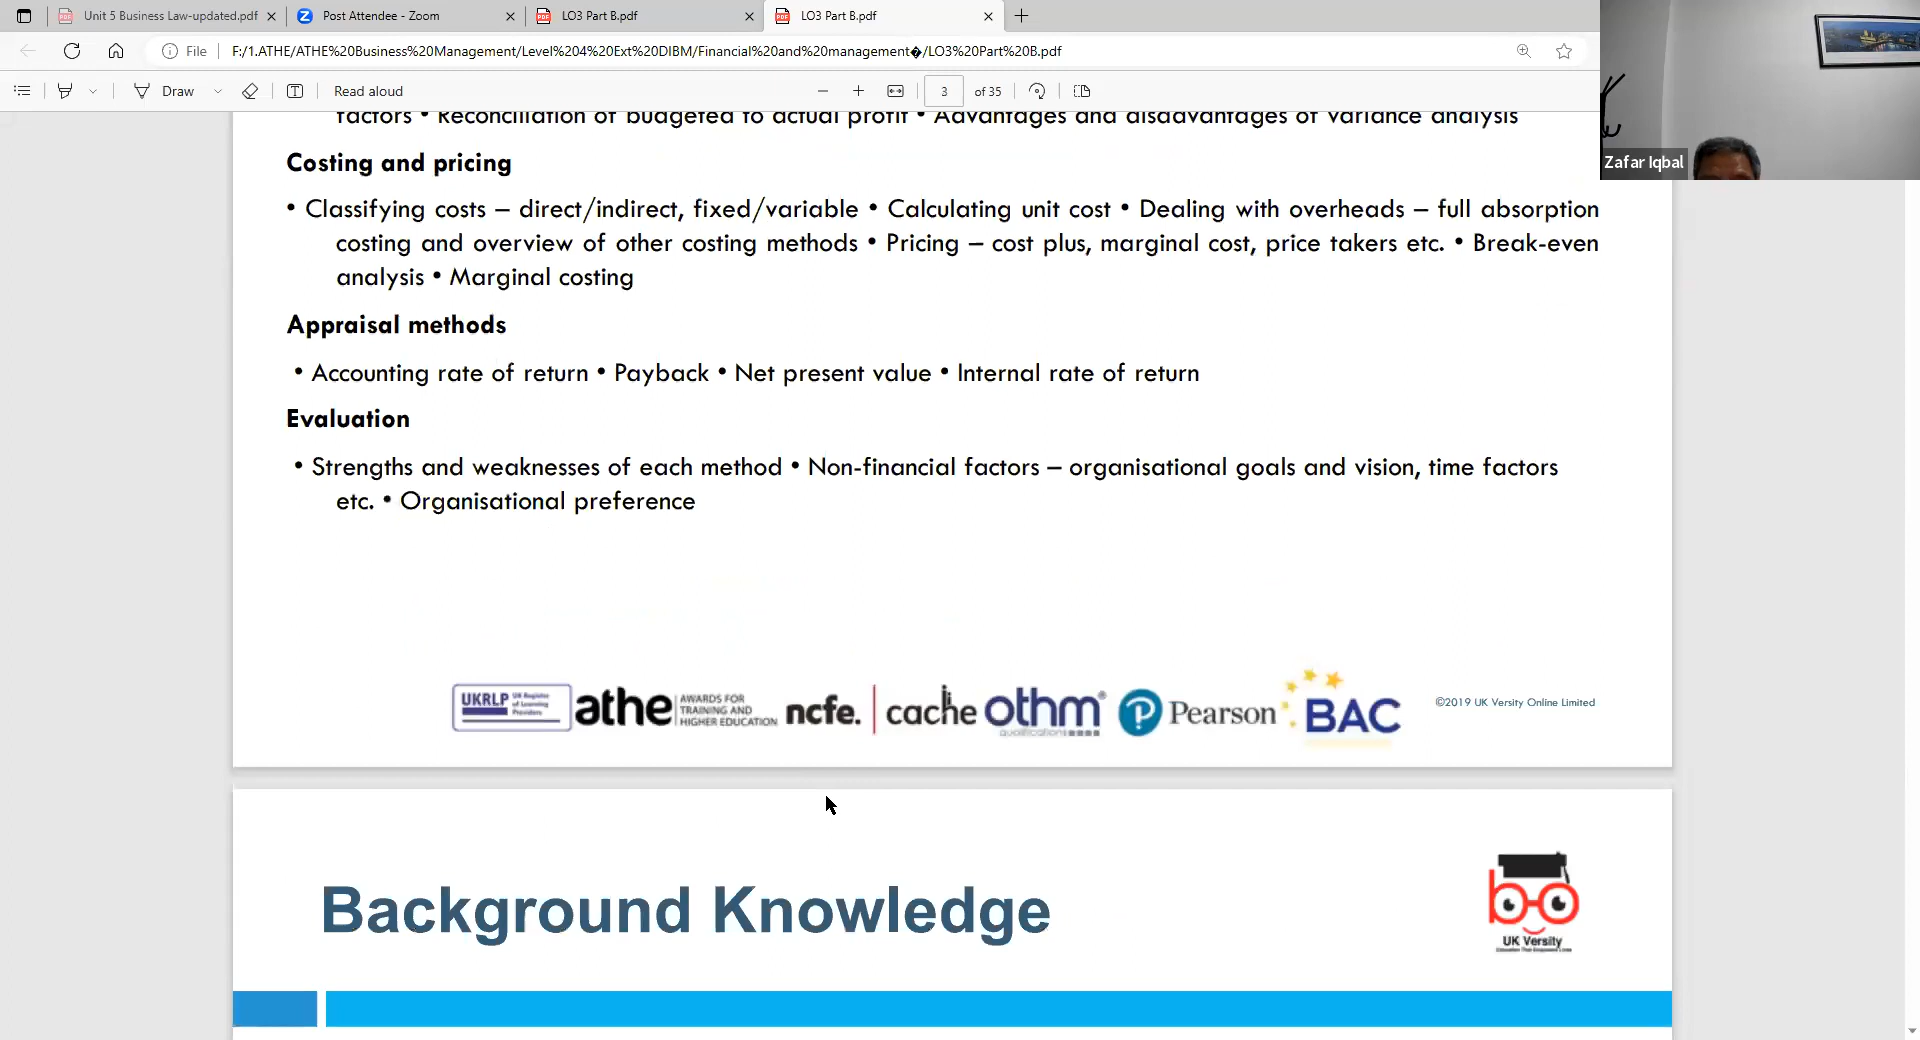 Unit 5 Business Law-updated.pdf
Post Attendee - Zoom
LO3 Part B.pdf
LO3 Part B.pdf
File
F:/1.ATHE/ATHE%20Business%20Management/Level%204%20Ext%20DIBM/Financial%20and%20management�/LO3%20Part%20B.pdf
Draw
Read aloud
3 of 35
Zafar Iqbal
factors • Reconciliation of budgeted to actual profit • Advantages and disadvantages of variance analysis
Costing and pricing
• Classifying costs – direct/indirect, fixed/variable • Calculating unit cost • Dealing with overheads – full absorption
costing and overview of other costing methods • Pricing – cost plus, marginal cost, price takers etc. • Break-even
analysis • Marginal costing
Appraisal methods
• Accounting rate of return • Payback • Net present value • Internal rate of return
Evaluation
• Strengths and weaknesses of each method • Non-financial factors – organisational goals and vision, time factors
etc. • Organisational preference
UKRLP UK Register
of Learning
Providers
athe
AWARDS FOR
TRAINING AND
HIGHER EDUCATION
ncfe.
cache
othm
qualifications
Pearson
BAC
©2019 UK Versity Online Limited
Background Knowledge
UK Versity